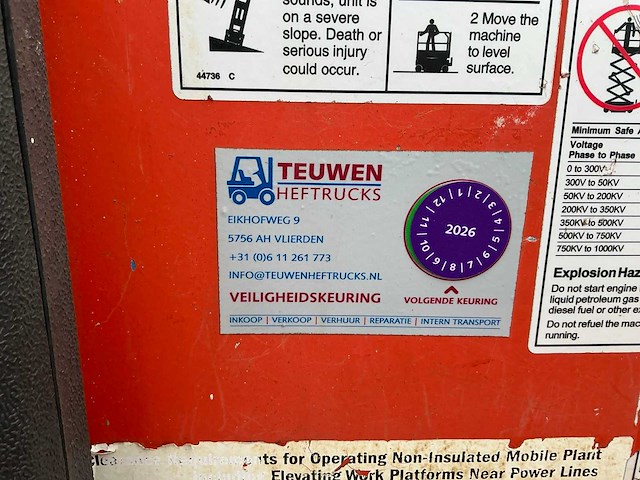 sounds, unit is
on a severe
slope. Death or
serious injury
could occur.
44736 C
2 Move the
machine
to level
surface.
TEUWEN
HEFTRUCKS
EIKHOFWEG 9
5756 AH VLIERDEN
+31 (0)6 11 261 773
INFO@TEUWENHEFTRUCKS.NL
VEILIGHEIDSKEURING
INKOOP | VERKOOP | VERHUUR | REPARATIE | INTERN TRANSPORT
1 2 3 4 5 6 7 8 9 10 11 12
2026
VOLGENDE KEURING
Minimum Safe
Voltage
Phase to Phase
0 to 300V
300V to 50KV
50KV to 200KV
200KV to 350KV
350KV to 500KV
500KV to 750KV
750KV to 1000KV
Explosion
Do not start engine
liquid petroleum gas
diesel fuel or other
Do not refuel the
running.
for Operating Non-Insulated Mobile Plant
Elevating Work Platforms Near Power Lines